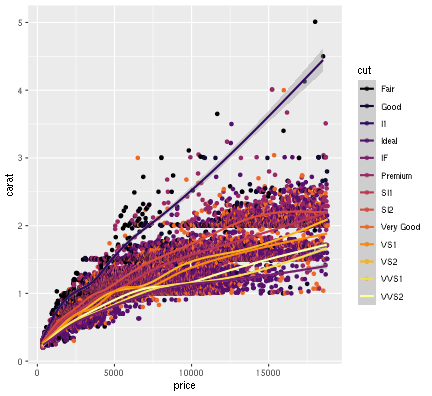 5
4
3
2
1
0
0
5000
10000
15000
price
carat
cut
Fair
Good
I1
Ideal
IF
Premium
SI1
SI2
Very Good
VS1
VS2
VVS1
VVS2